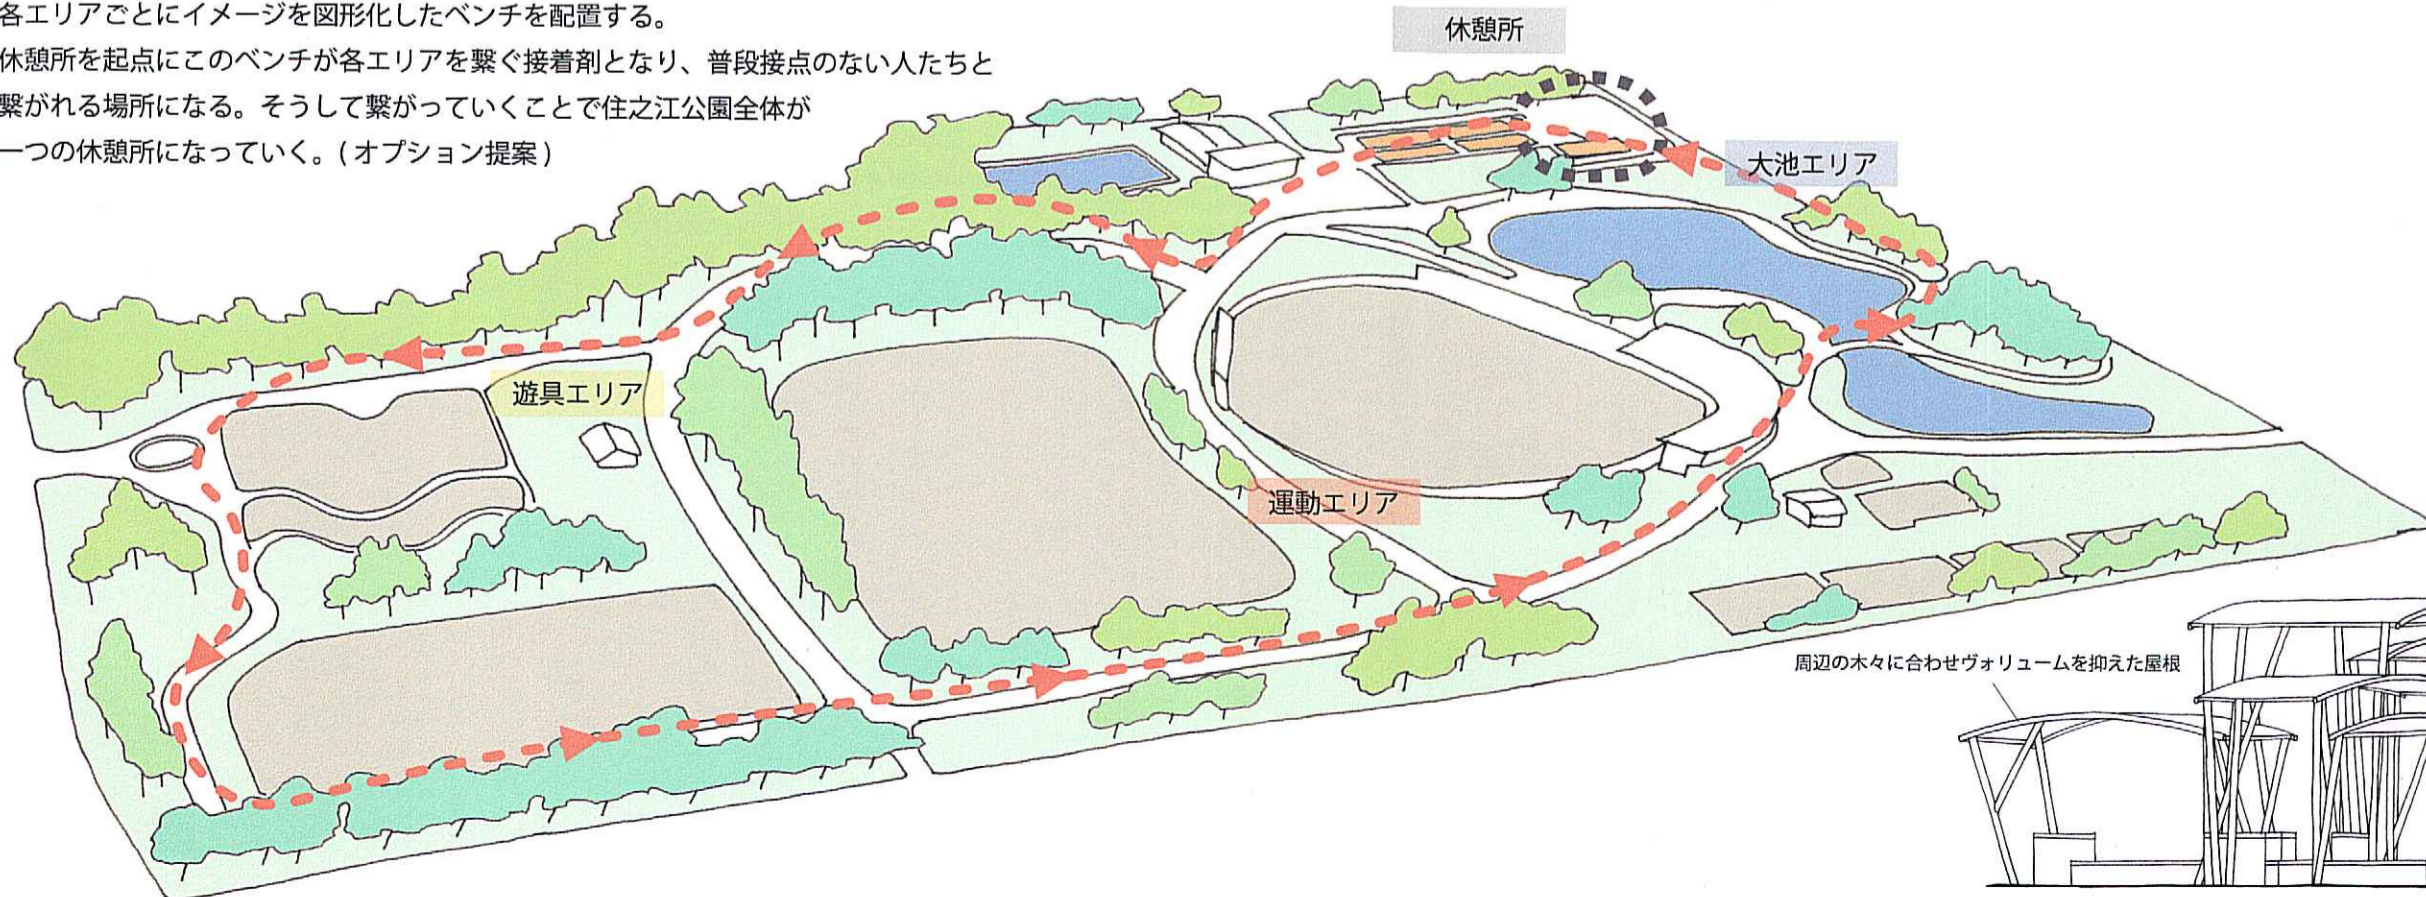 各エリアごとにイメージを図形化したベンチを配置する。
休憩所を起点にこのベンチが各エリアを繋ぐ接着剤となり、普段接点のない人たちと
繋がれる場所になる。そうして繋がっていくことで住之江公園全体が
一つの休憩所になっていく。(オプション提案)
休憩所
大池エリア
遊具エリア
運動エリア
周辺の木々に合わせヴォリュームを抑えた屋根